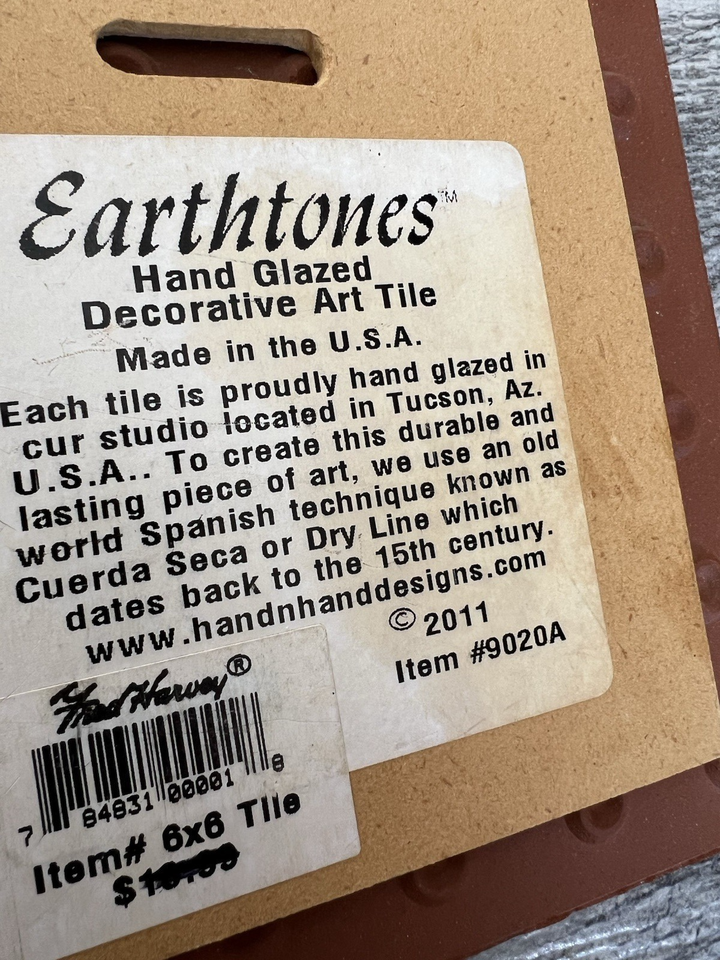 Earthtones™
Hand Glazed
Decorative Art Tile
Made in the U.S.A.
Each tile is proudly hand glazed in
cur studio located in Tucson, Az.
U.S.A.. To create this durable and
lasting piece of art, we use an old
world Spanish technique known as
Cuerda Seca or Dry Line which
dates back to the 15th century.
www.handnhanddesigns.com
© 2011
Item #9020A
Fred Harvey®
7 84831 00001 8
Item# 6x6 Tile
$